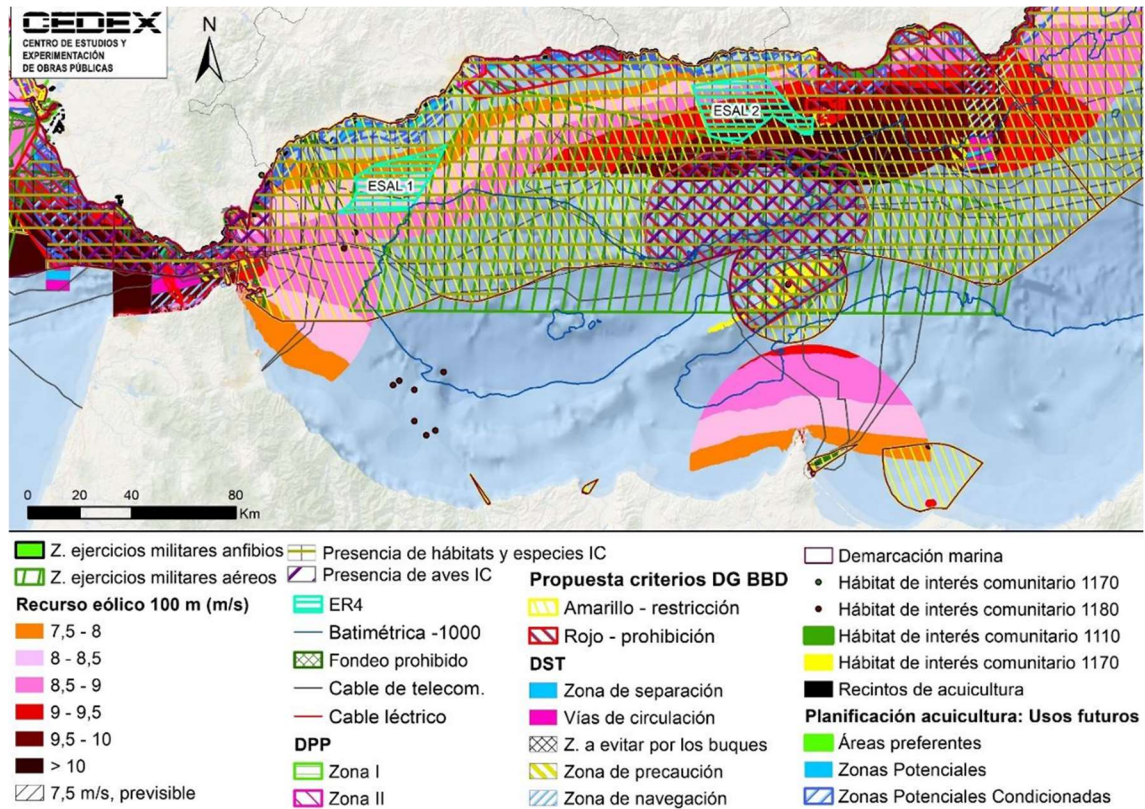 CEDEX
CENTRO DE ESTUDIOS Y
EXPERIMENTACIÓN
DE OBRAS PÚBLICAS
N
ESAL 1
ESAL 2
0 20 40 80
Km
Z. ejercicios militares anfibios
Z. ejercicios militares aéreos
Recurso eólico 100 m (m/s)
7,5 - 8
8 - 8,5
8,5 - 9
9 - 9,5
9,5 - 10
> 10
7,5 m/s, previsible
Presencia de hábitats y especies IC
Presencia de aves IC
ER4
Batimétrica -1000
Fondeo prohibido
Cable de telecom.
Cable léctrico
DPP
Zona I
Zona II
Propuesta criterios DG BBD
Amarillo - restricción
Rojo - prohibición
DST
Zona de separación
Vías de circulación
Z. a evitar por los buques
Zona de precaución
Zona de navegación
Demarcación marina
Hábitat de interés comunitario 1170
Hábitat de interés comunitario 1180
Hábitat de interés comunitario 1110
Hábitat de interés comunitario 1170
Recintos de acuicultura
Planificación acuicultura: Usos futuros
Áreas preferentes
Zonas Potenciales
Zonas Potenciales Condicionadas